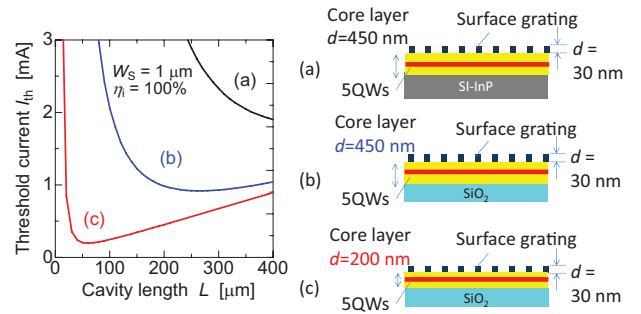 Threshold current Ith [mA]
3
2
1
0
0
100
200
300
400
Cavity length L [μm]
WS = 1 μm
ηi = 100%
(a)
(b)
(c)
Core layer
d=450 nm
Surface grating
d =
30 nm
(a)
5QWs
SI-InP
Core layer
d=450 nm
Surface grating
d =
30 nm
(b)
5QWs
SiO2
Core layer
d=200 nm
Surface grating
d =
30 nm
(c)
5QWs
SiO2